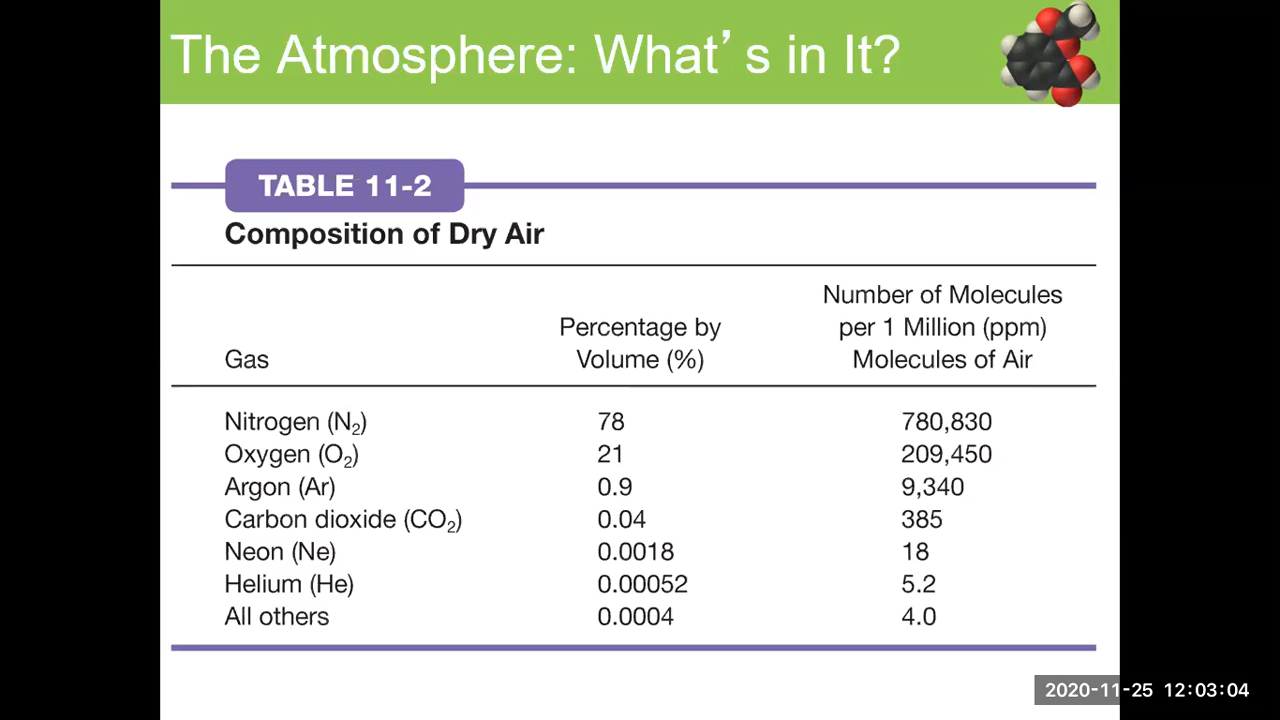 The Atmosphere: What’s in It?
TABLE 11-2
Composition of Dry Air
Gas Percentage by Volume (%) Number of Molecules per 1 Million (ppm) Molecules of Air
Nitrogen (N₂) 78 780,830
Oxygen (O₂) 21 209,450
Argon (Ar) 0.9 9,340
Carbon dioxide (CO₂) 0.04 385
Neon (Ne) 0.0018 18
Helium (He) 0.00052 5.2
All others 0.0004 4.0
2020-11-25 12:03:04